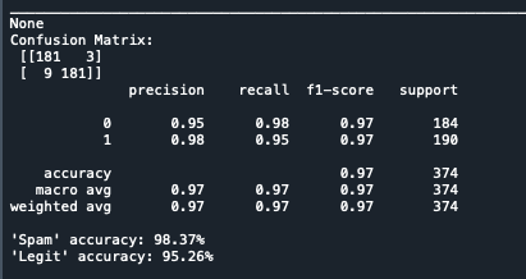 None
Confusion Matrix:
[[181   3]
[  9 181]]
precision    recall  f1-score   support
0       0.95      0.98      0.97       184
1       0.98      0.95      0.97       190
accuracy                           0.97       374
macro avg       0.97      0.97      0.97       374
weighted avg       0.97      0.97      0.97       374
'Spam' accuracy: 98.37%
'Legit' accuracy: 95.26%